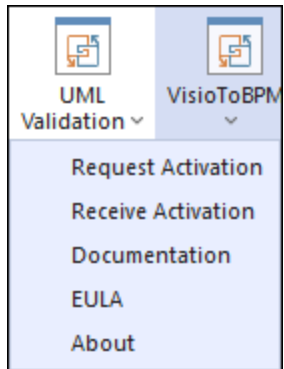 UML
Validation
VisioToBPM
Request Activation
Receive Activation
Documentation
EULA
About